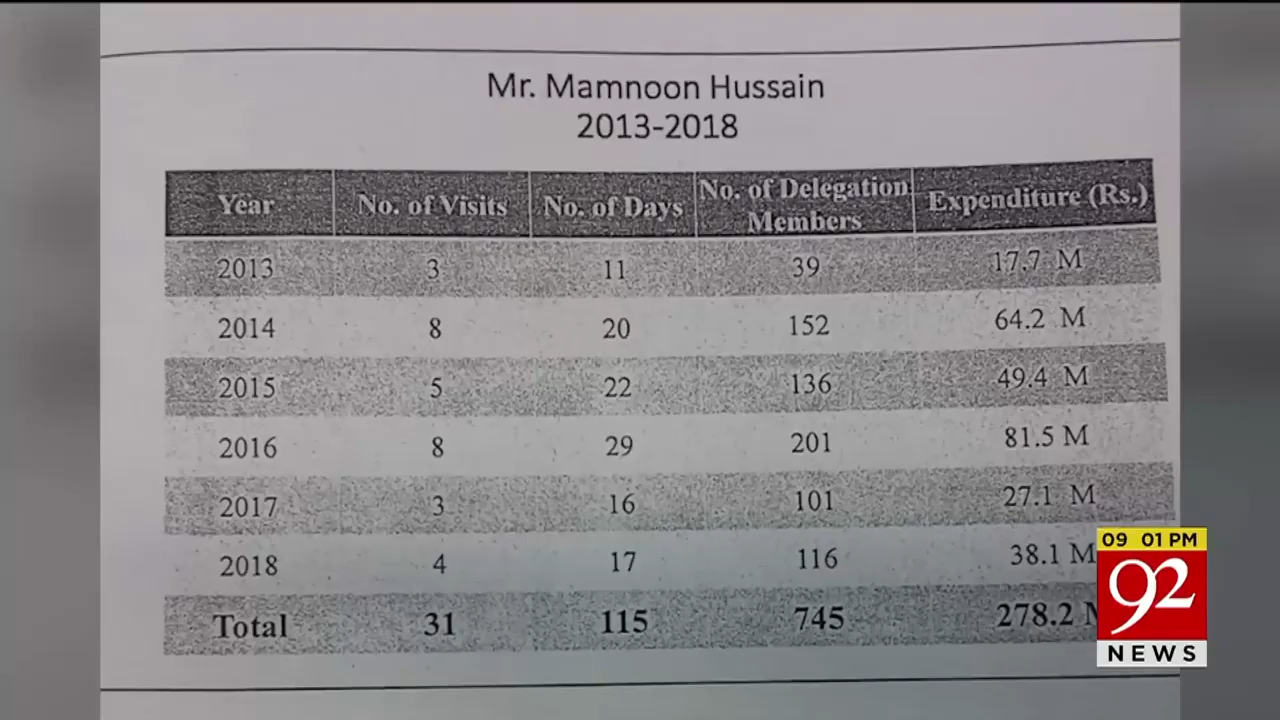 Mr. Mamnoon Hussain
2013-2018
Year No. of Visits No. of Days No. of Delegation Members Expenditure (Rs.)
2013 3 11 39 17.7 M
2014 8 20 152 64.2 M
2015 5 22 136 49.4 M
2016 8 29 201 81.5 M
2017 3 16 101 27.1 M
2018 4 17 116 38.1 M
Total 31 115 745 278.2 M
09 01 PM
92
NEWS